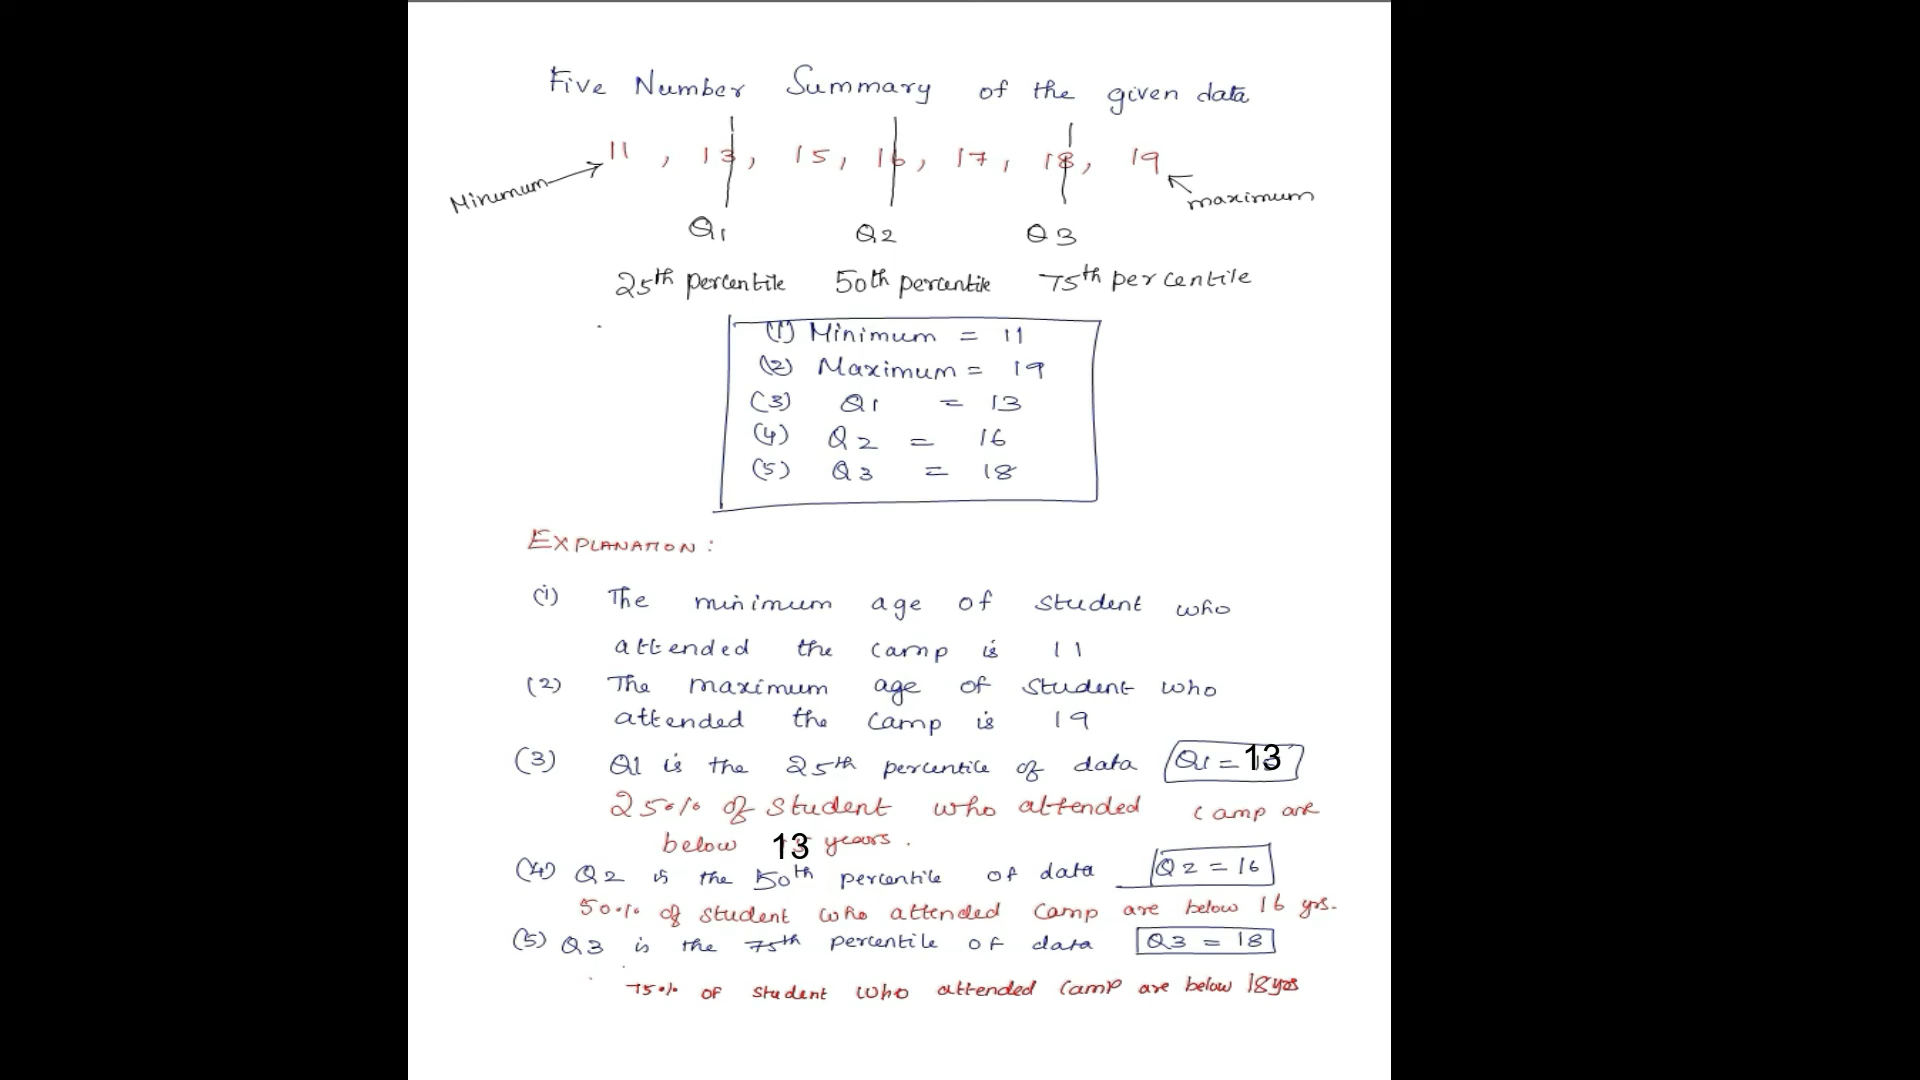 Five Number Summary of the given data
11, 13, 15, 16, 17, 18, 19
Minimum
maximum
Q1 Q2 Q3
25th percentile 50th percentile 75th percentile
(1) Minimum = 11
(2) Maximum = 19
(3) Q1 = 13
(4) Q2 = 16
(5) Q3 = 18
EXPLANATION:
(i) The minimum age of student who
attended the camp is 11
(2) The maximum age of student who
attended the camp is 19
(3) Q1 is the 25th percentile of data Q1 = 13
25% of student who attended camp are
below 13 years.
(4) Q2 is the 50th percentile of data Q2 = 16
50% of student who attended camp are below 16 yrs.
(5) Q3 is the 75th percentile of data Q3 = 18
75% of student who attended camp are below 18 yrs